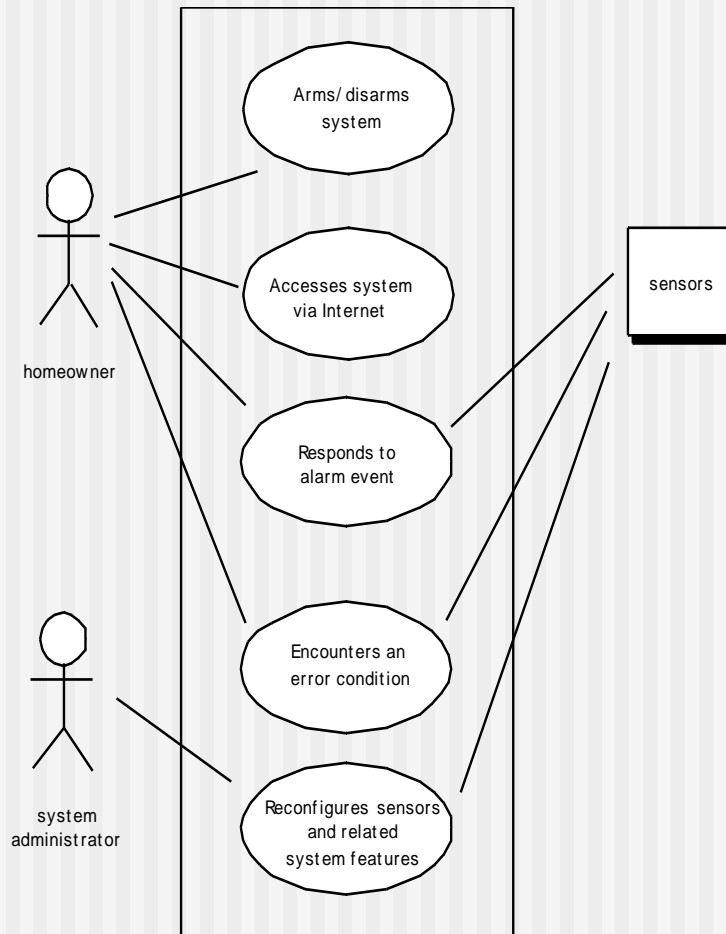 Arms/ disarms
system
homeowner
Accesses system
via Internet
sensors
Responds to
alarm event
Encounters an
error condition
system
administrator
Reconfigures sensors
and related
system features